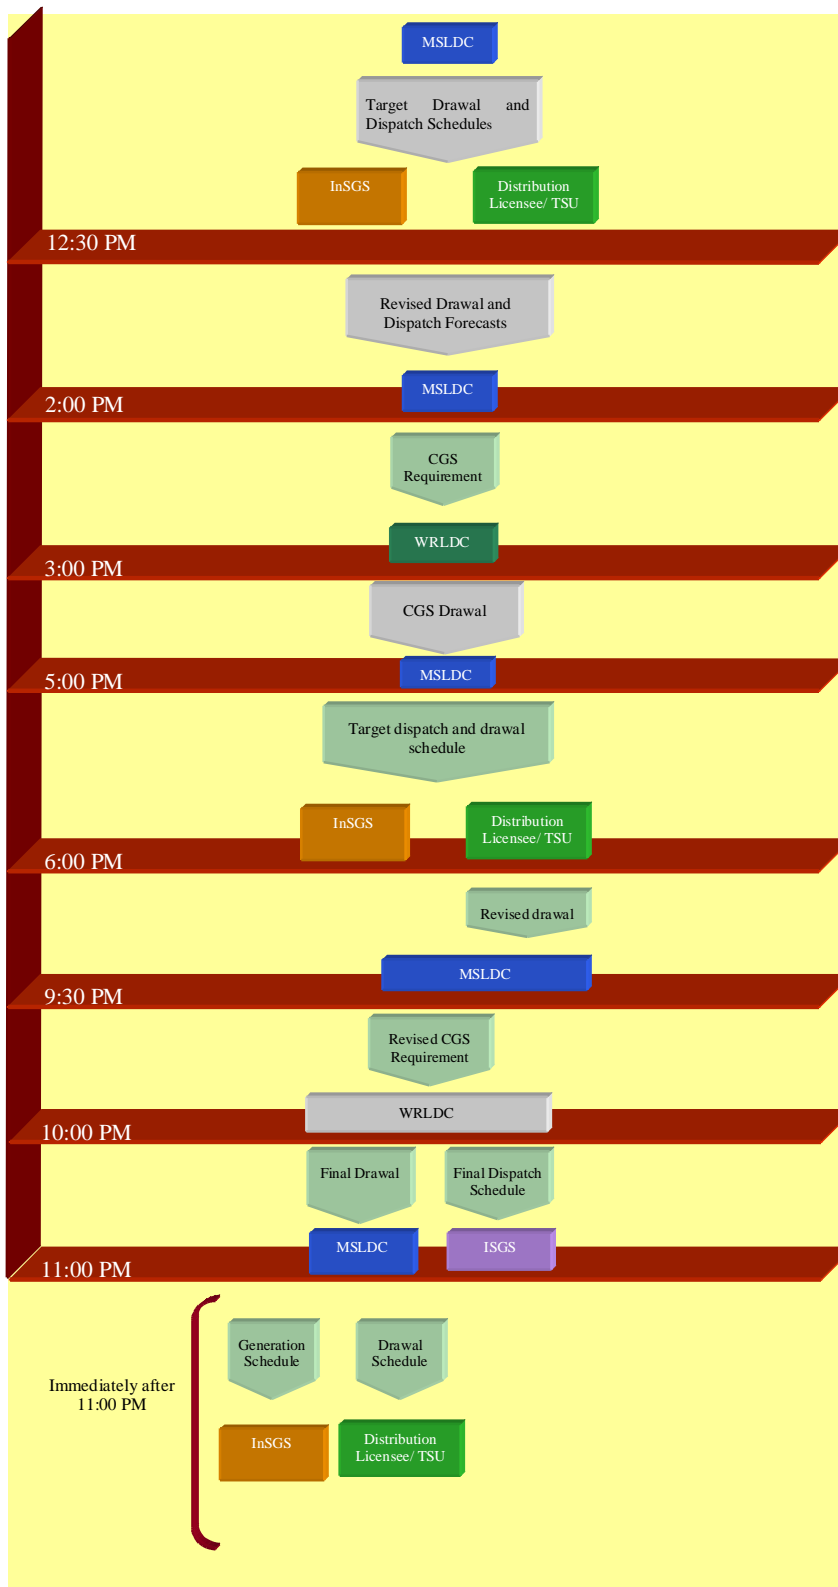 MSLDC
Target Drawal and
Dispatch Schedules
InSGS
Distribution
Licensee/ TSU
12:30 PM
Revised Drawal and
Dispatch Forecasts
MSLDC
2:00 PM
CGS
Requirement
WRLDC
3:00 PM
CGS Drawal
MSLDC
5:00 PM
Target dispatch and drawal
schedule
InSGS
Distribution
Licensee/ TSU
6:00 PM
Revised drawal
MSLDC
9:30 PM
Revised CGS
Requirement
WRLDC
10:00 PM
Final Drawal
Final Dispatch
Schedule
MSLDC
ISGS
11:00 PM
Generation
Schedule
Drawal
Schedule
Immediately after
11:00 PM
InSGS
Distribution
Licensee/ TSU